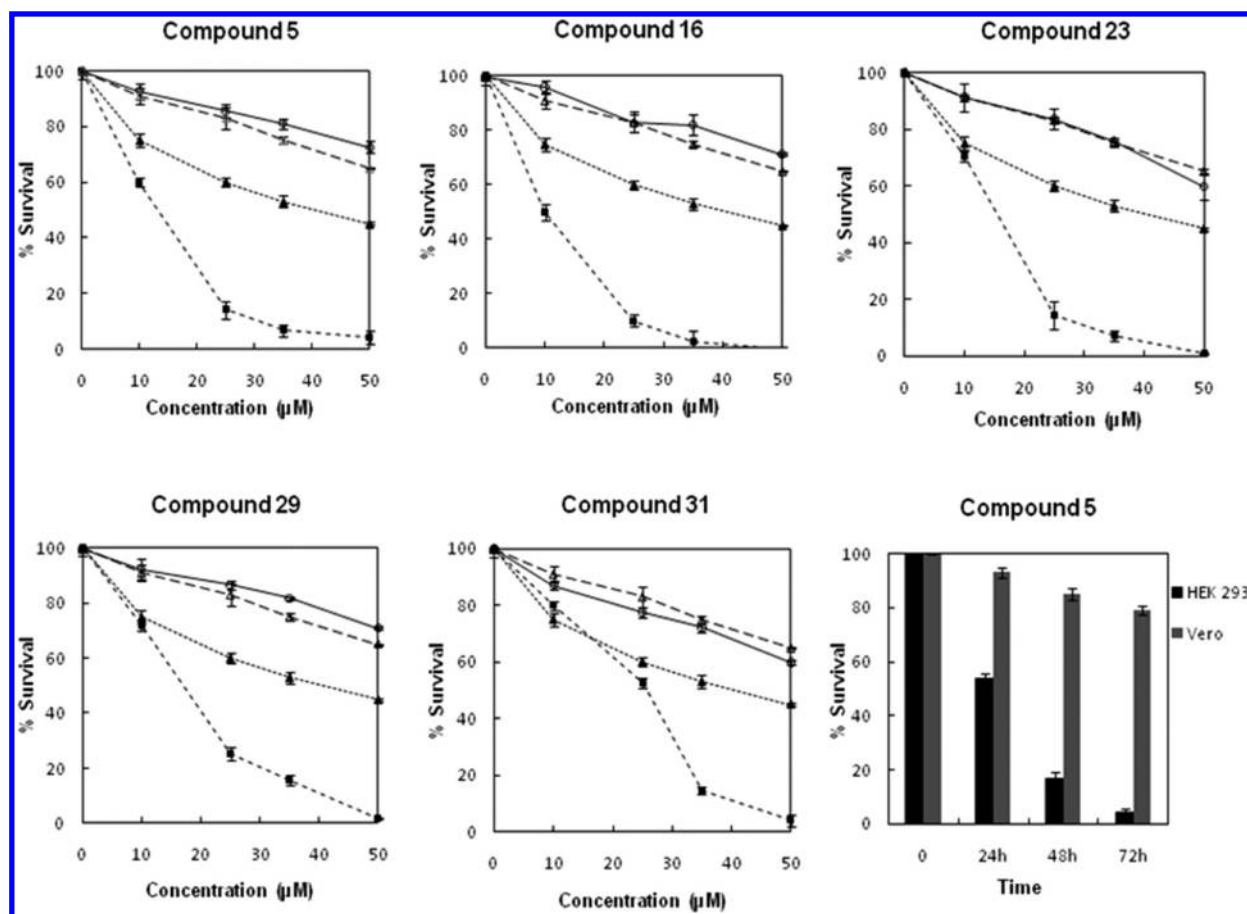 Compound 5
% Survival
100
80
60
40
20
0
0 10 20 30 40 50
Concentration (µM)
Compound 16
% Survival
100
80
60
40
20
0
0 10 20 30 40 50
Concentration (µM)
Compound 23
% Survival
100
80
60
40
20
0
0 10 20 30 40 50
Concentration (µM)
Compound 29
% Survival
100
80
60
40
20
0
0 10 20 30 40 50
Concentration (µM)
Compound 31
% Survival
100
80
60
40
20
0
0 10 20 30 40 50
Concentration (µM)
Compound 5
% Survival
100
80
60
40
20
0
0 24h 48h 72h
Time
HEK 293
Vero